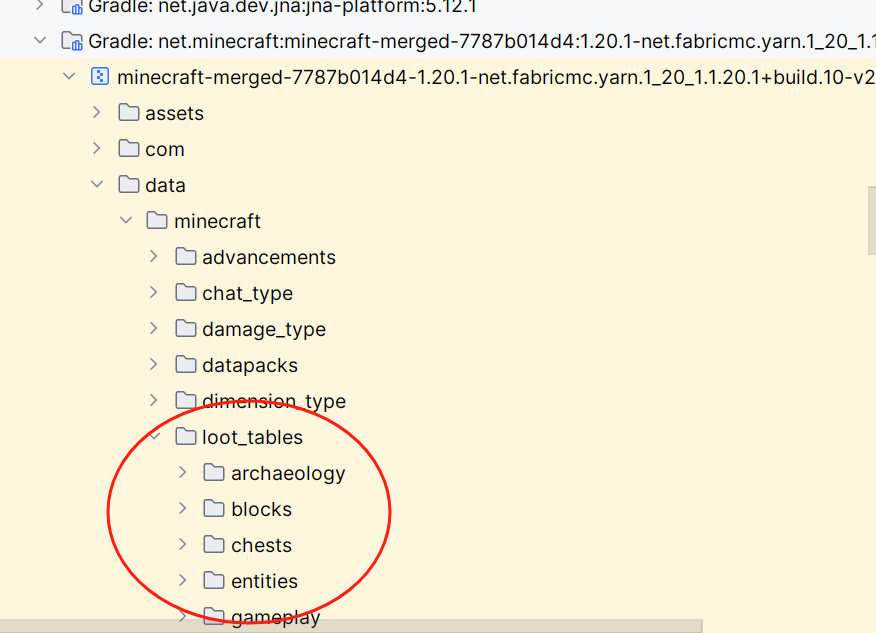 Gradle: net.java.dev.jna:jna-platform:5.12.1
Gradle: net.minecraft:minecraft-merged-7787b014d4:1.20.1-net.fabricmc.yarn.1_20_1.1
minecraft-merged-7787b014d4-1.20.1-net.fabricmc.yarn.1_20_1.1.20.1+build.10-v2
assets
com
data
minecraft
advancements
chat_type
damage_type
datapacks
dimension_type
loot_tables
archaeology
blocks
chests
entities
gameplay